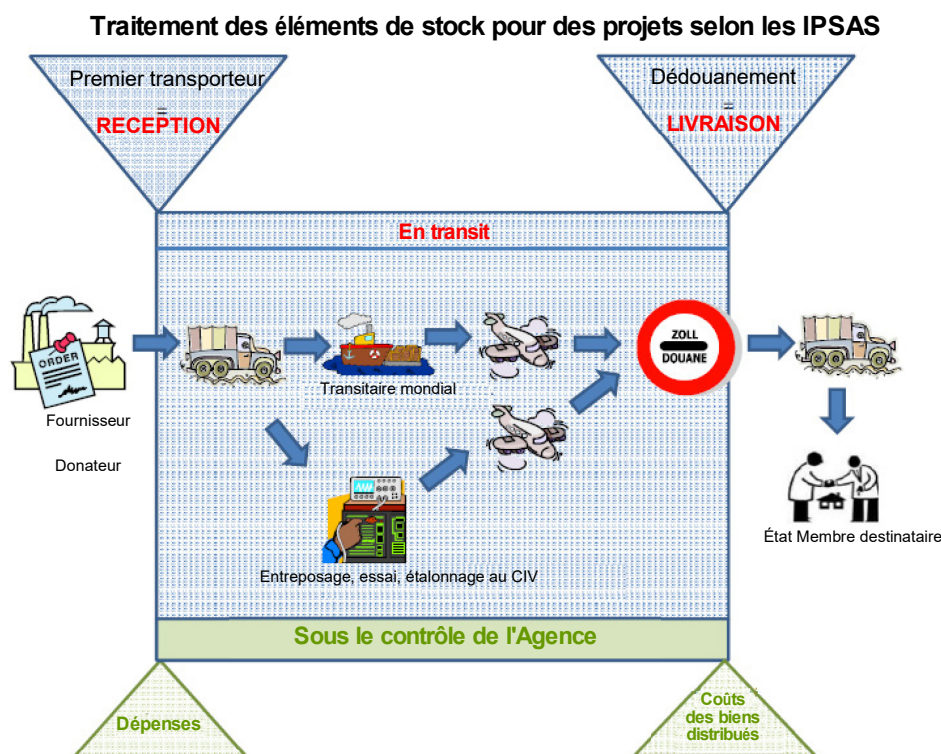 Traitement des éléments de stock pour des projets selon les IPSAS
Premier transporteur
=
RECEPTION
Dédouanement
=
LIVRAISON
En transit
ORDER
ZOLL
DOUANE
Transitaire mondial
Fournisseur
Donateur
État Membre destinataire
Entreposage, essai, étalonnage au CIV
Sous le contrôle de l'Agence
Dépenses
Coûts
des biens
distribués